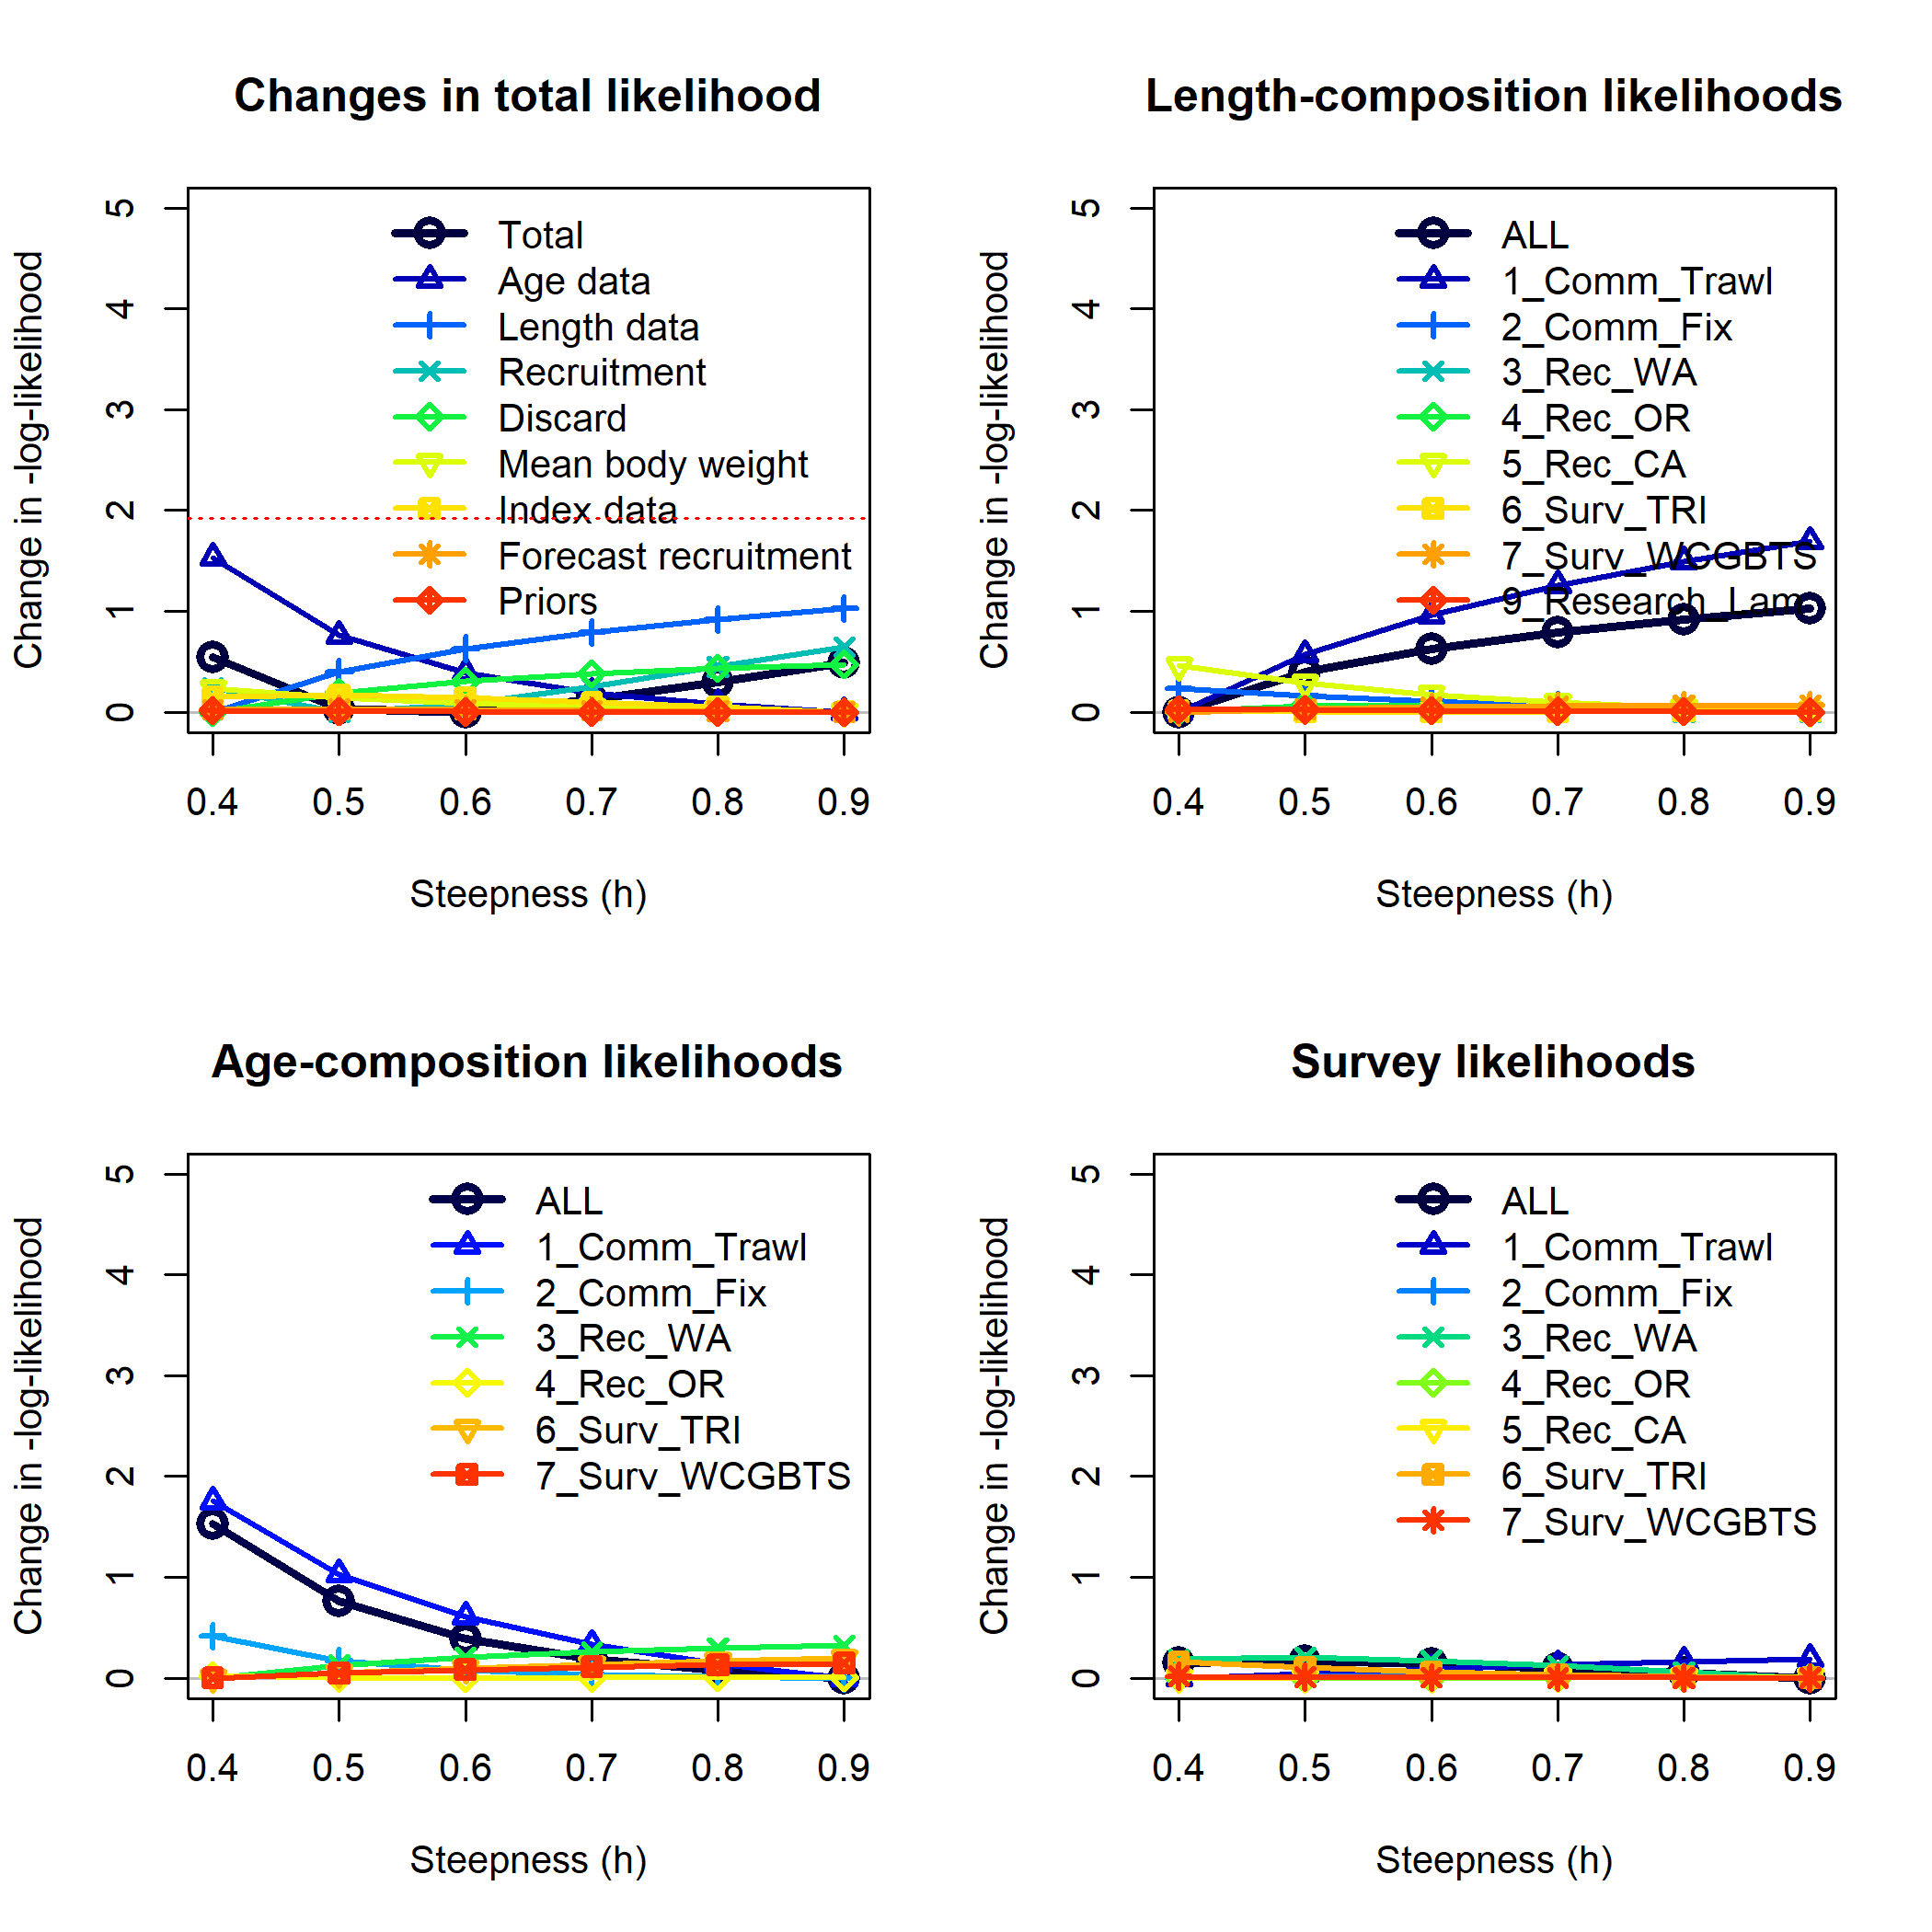 Changes in total likelihood
Change in -log-likelihood
5
4
3
2
1
0
Total
Age data
Length data
Recruitment
Discard
Mean body weight
Index data
Forecast recruitment
Priors
0.4 0.5 0.6 0.7 0.8 0.9
Steepness (h)
Length-composition likelihoods
Change in -log-likelihood
5
4
3
2
1
0
ALL
1_Comm_Trawl
2_Comm_Fix
3_Rec_WA
4_Rec_OR
5_Rec_CA
6_Surv_TRI
7_Surv_WCGBTS
9_Research_Lam
0.4 0.5 0.6 0.7 0.8 0.9
Steepness (h)
Age-composition likelihoods
Change in -log-likelihood
5
4
3
2
1
0
ALL
1_Comm_Trawl
2_Comm_Fix
3_Rec_WA
4_Rec_OR
6_Surv_TRI
7_Surv_WCGBTS
0.4 0.5 0.6 0.7 0.8 0.9
Steepness (h)
Survey likelihoods
Change in -log-likelihood
5
4
3
2
1
0
ALL
1_Comm_Trawl
2_Comm_Fix
3_Rec_WA
4_Rec_OR
5_Rec_CA
6_Surv_TRI
7_Surv_WCGBTS
0.4 0.5 0.6 0.7 0.8 0.9
Steepness (h)